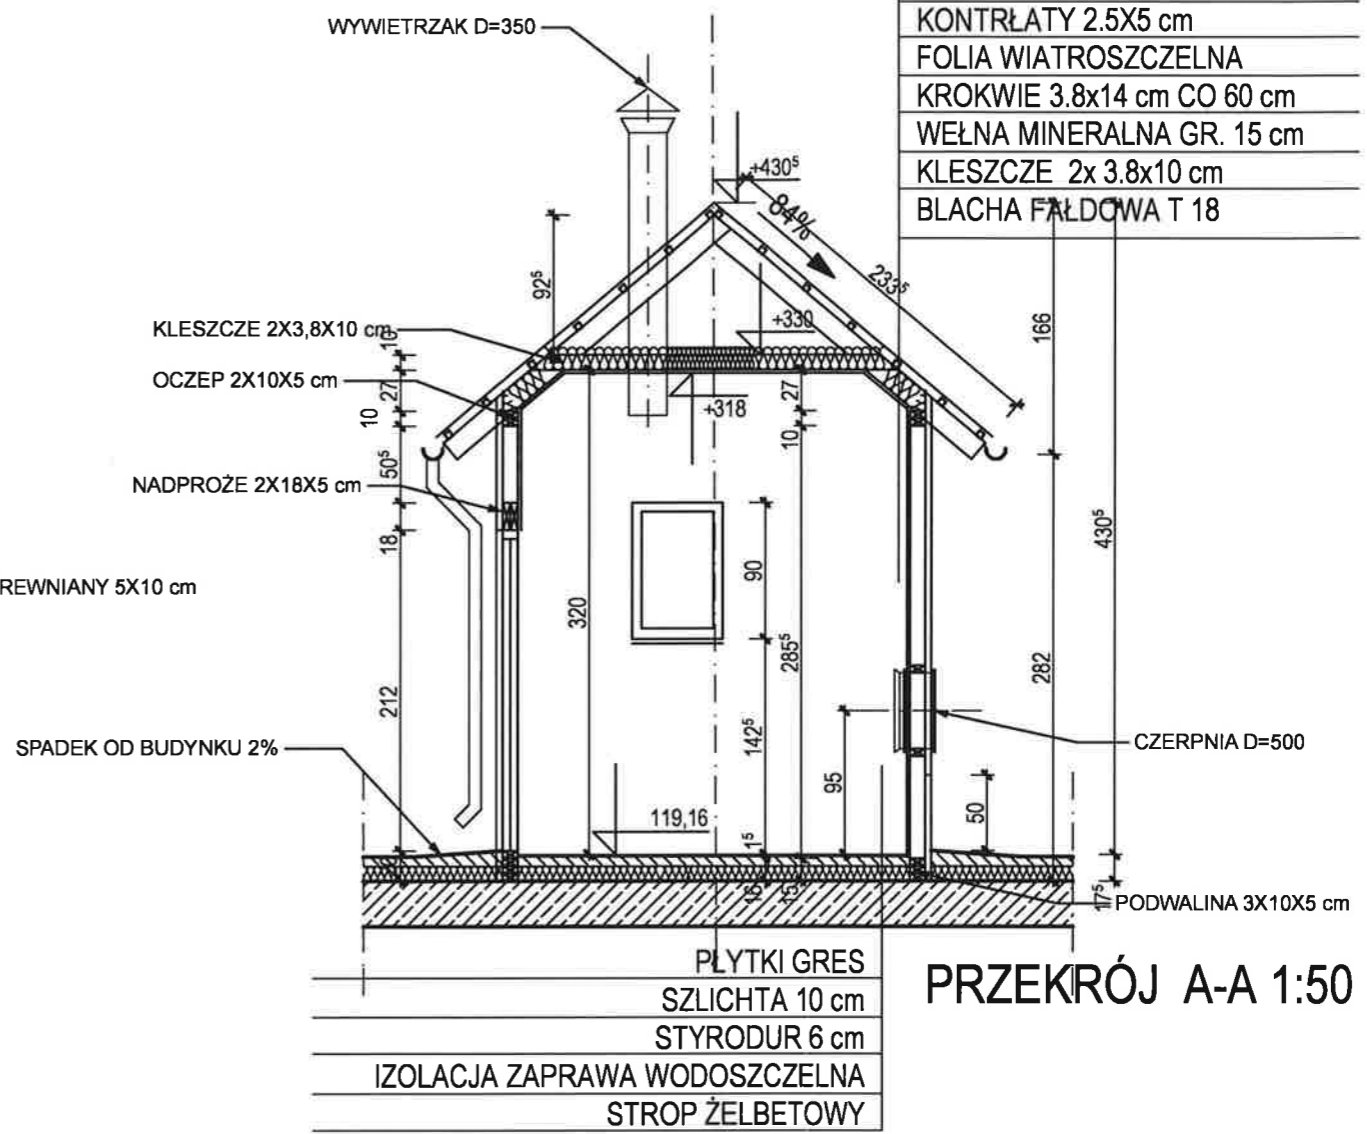 WYWIETRZAK D=350
KONTRŁATY 2.5X5 cm
FOLIA WIATROSZCZELNA
KROKWIE 3.8x14 cm CO 60 cm
WEŁNA MINERALNA GR. 15 cm
KLESZCZE 2x 3.8x10 cm
BLACHA FAŁDOWA T 18
+430⁵
84%
233⁵
92⁵
166
+330
KLESZCZE 2X3,8X10 cm
10
OCZEP 2X10X5 cm
27
10
+318
27
10
50⁵
NADPROŻE 2X18X5 cm
18
430⁵
90
REWNIANY 5X10 cm
320
285⁵
282
212
142⁵
SPADEK OD BUDYNKU 2%
CZERPNIA D=500
95
50
119,16
1⁵
16
15
17⁵
PODWALINA 3X10X5 cm
PŁYTKI GRES
SZLICHTA 10 cm
STYRODUR 6 cm
IZOLACJA ZAPRAWA WODOSZCZELNA
STROP ŻELBETOWY
PRZEKRÓJ A-A 1:50